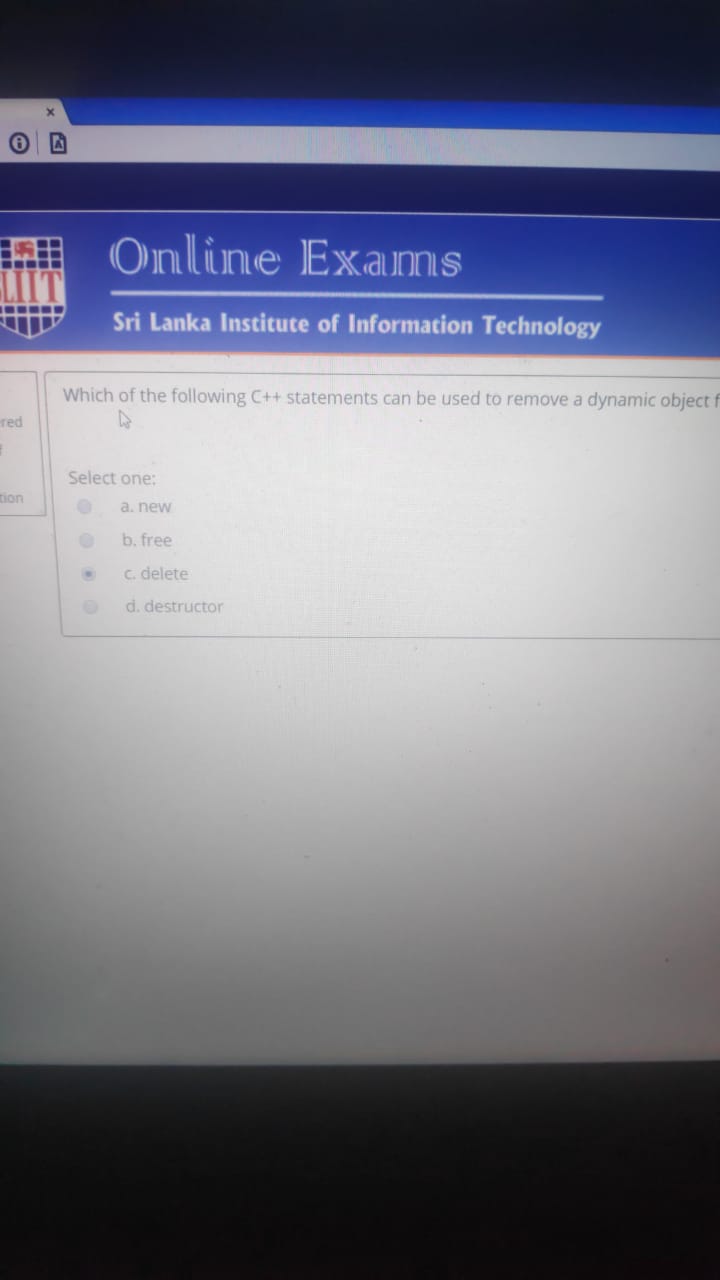 Online Exams
SLIIT
Sri Lanka Institute of Information Technology
Which of the following C++ statements can be used to remove a dynamic object f
red
f
tion
Select one:
a. new
b. free
c. delete
d. destructor